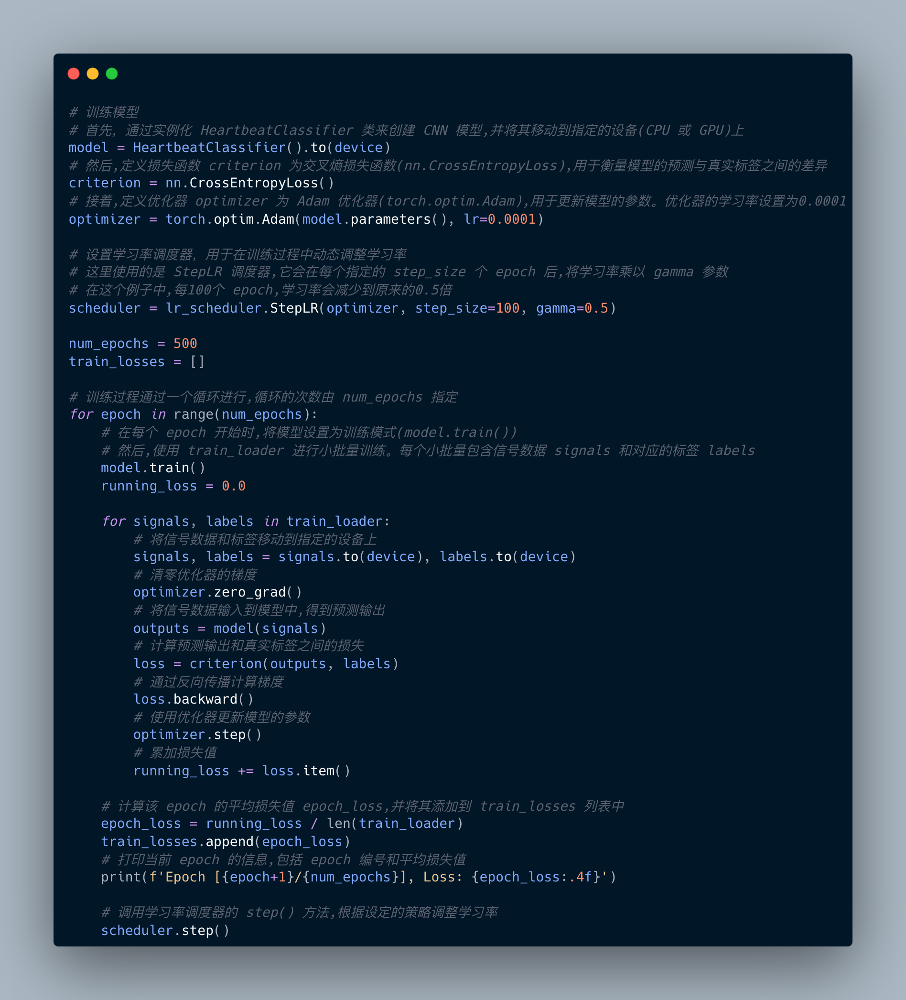 # 训练模型
# 首先, 通过实例化 HeartbeatClassifier 类来创建 CNN 模型,并将其移动到指定的设备(CPU 或 GPU)上
model = HeartbeatClassifier().to(device)
# 然后,定义损失函数 criterion 为交叉熵损失函数(nn.CrossEntropyLoss),用于衡量模型的预测与真实标签之间的差异
criterion = nn.CrossEntropyLoss()
# 接着,定义优化器 optimizer 为 Adam 优化器(torch.optim.Adam),用于更新模型的参数。优化器的学习率设置为0.0001
optimizer = torch.optim.Adam(model.parameters(), lr=0.0001)

# 设置学习率调度器, 用于在训练过程中动态调整学习率
# 这里使用的是 StepLR 调度器,它会在每个指定的 step_size 个 epoch 后,将学习率乘以 gamma 参数
# 在这个例子中,每100个 epoch,学习率会减少到原来的0.5倍
scheduler = lr_scheduler.StepLR(optimizer, step_size=100, gamma=0.5)

num_epochs = 500
train_losses = []

# 训练过程通过一个循环进行,循环的次数由 num_epochs 指定
for epoch in range(num_epochs):
    # 在每个 epoch 开始时,将模型设置为训练模式(model.train())
    # 然后,使用 train_loader 进行小批量训练。每个小批量包含信号数据 signals 和对应的标签 labels
    model.train()
    running_loss = 0.0

    for signals, labels in train_loader:
        # 将信号数据和标签移动到指定的设备上
        signals, labels = signals.to(device), labels.to(device)
        # 清零优化器的梯度
        optimizer.zero_grad()
        # 将信号数据输入到模型中,得到预测输出
        outputs = model(signals)
        # 计算预测输出和真实标签之间的损失
        loss = criterion(outputs, labels)
        # 通过反向传播计算梯度
        loss.backward()
        # 使用优化器更新模型的参数
        optimizer.step()
        # 累加损失值
        running_loss += loss.item()

    # 计算该 epoch 的平均损失值 epoch_loss,并将其添加到 train_losses 列表中
    epoch_loss = running_loss / len(train_loader)
    train_losses.append(epoch_loss)
    # 打印当前 epoch 的信息,包括 epoch 编号和平均损失值
    print(f'Epoch [{epoch+1}/{num_epochs}], Loss: {epoch_loss:.4f}')

    # 调用学习率调度器的 step() 方法,根据设定的策略调整学习率
    scheduler.step()